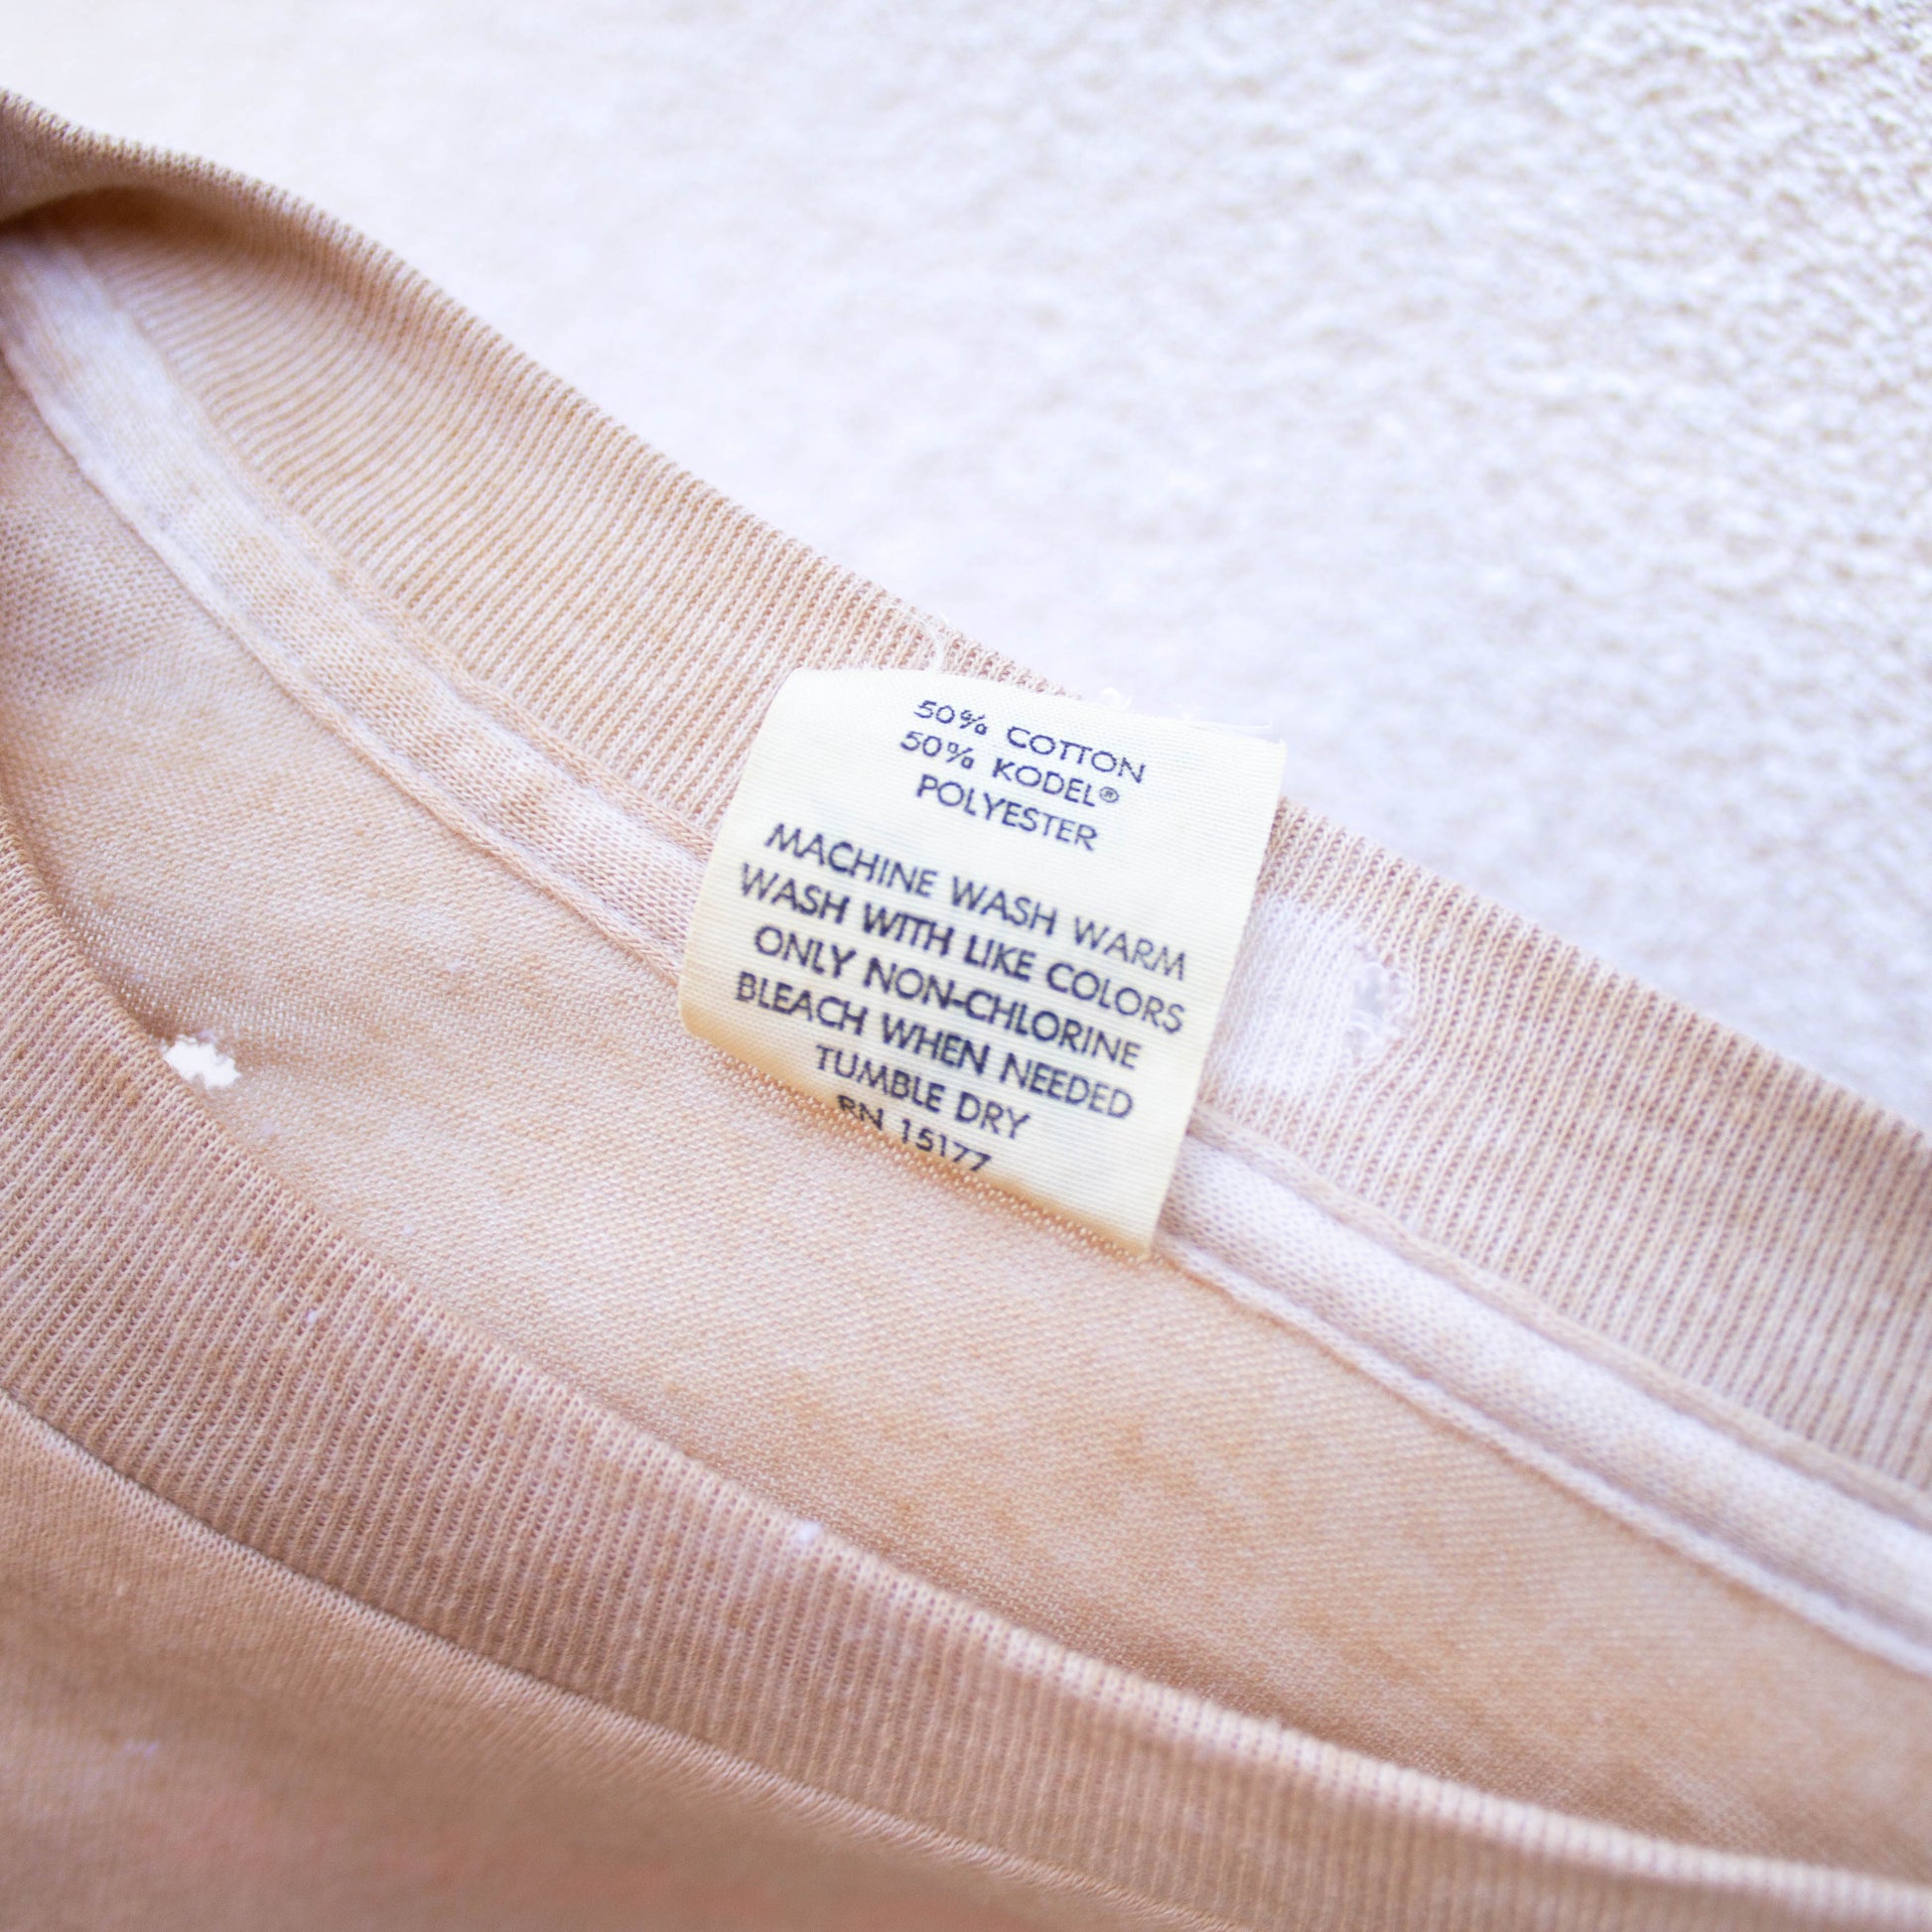 50% COTTON
50% KODEL®
POLYESTER
MACHINE WASH WARM
WASH WITH LIKE COLORS
ONLY NON-CHLORINE
BLEACH WHEN NEEDED
TUMBLE DRY
RN 15177